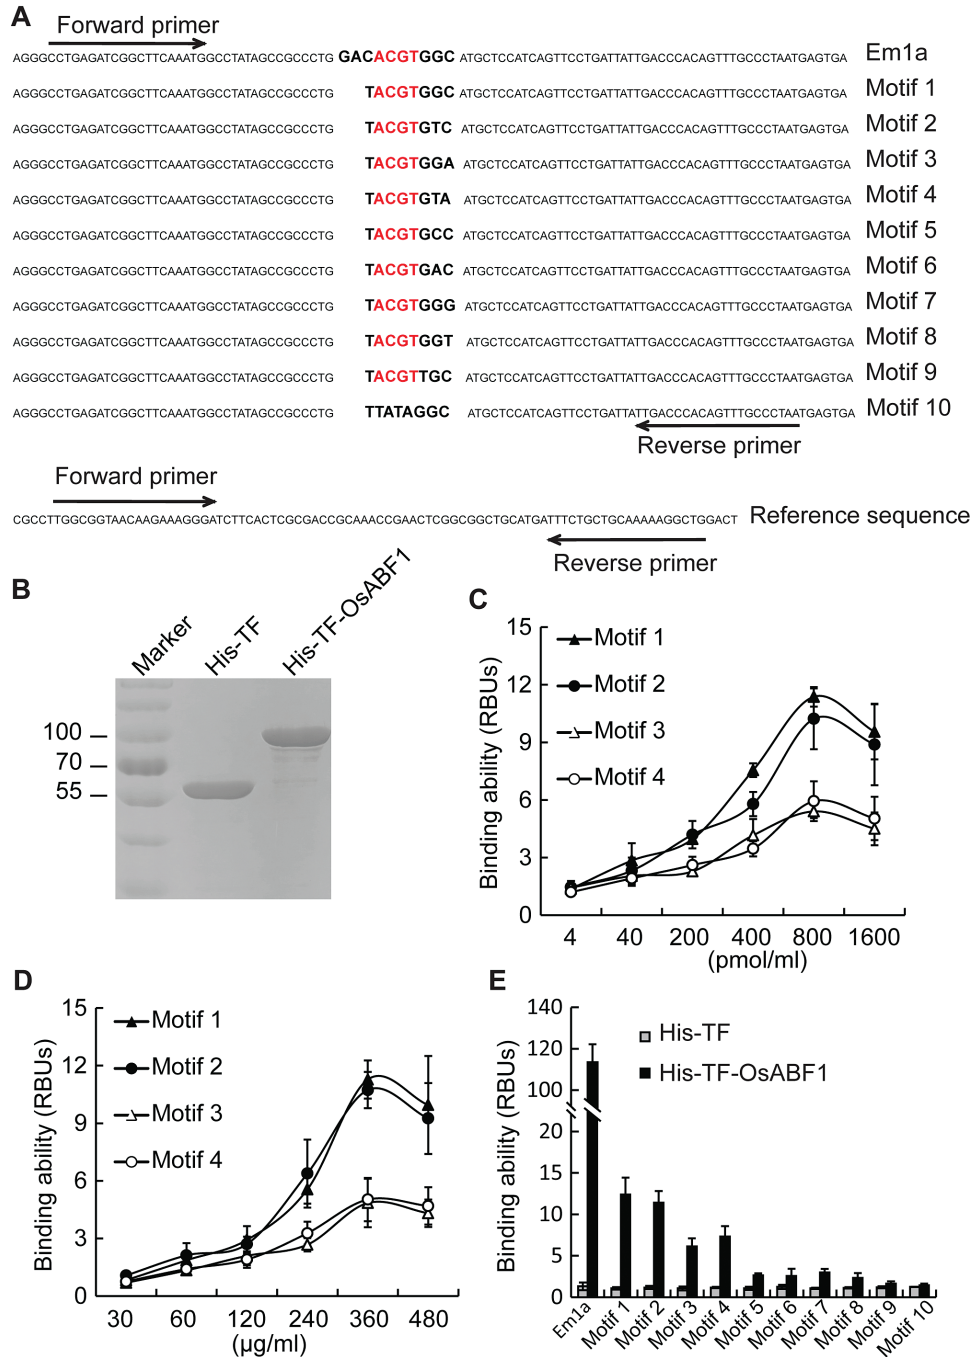 A
Forward primer
AGGGCCTGAGATCGGCTTCAAATGGCCTATAGCCGCCCTG GACACGTGGC ATGCTCCATCAGTTCCTGATTATTGACCCACAGTTTGCCCTAATGAGTGA Em1a
AGGGCCTGAGATCGGCTTCAAATGGCCTATAGCCGCCCTG TACGTGGC ATGCTCCATCAGTTCCTGATTATTGACCCACAGTTTGCCCTAATGAGTGA Motif 1
AGGGCCTGAGATCGGCTTCAAATGGCCTATAGCCGCCCTG TACGTGTC ATGCTCCATCAGTTCCTGATTATTGACCCACAGTTTGCCCTAATGAGTGA Motif 2
AGGGCCTGAGATCGGCTTCAAATGGCCTATAGCCGCCCTG TACGTGGA ATGCTCCATCAGTTCCTGATTATTGACCCACAGTTTGCCCTAATGAGTGA Motif 3
AGGGCCTGAGATCGGCTTCAAATGGCCTATAGCCGCCCTG TACGTGTA ATGCTCCATCAGTTCCTGATTATTGACCCACAGTTTGCCCTAATGAGTGA Motif 4
AGGGCCTGAGATCGGCTTCAAATGGCCTATAGCCGCCCTG TACGTGCC ATGCTCCATCAGTTCCTGATTATTGACCCACAGTTTGCCCTAATGAGTGA Motif 5
AGGGCCTGAGATCGGCTTCAAATGGCCTATAGCCGCCCTG TACGTGAC ATGCTCCATCAGTTCCTGATTATTGACCCACAGTTTGCCCTAATGAGTGA Motif 6
AGGGCCTGAGATCGGCTTCAAATGGCCTATAGCCGCCCTG TACGTGGG ATGCTCCATCAGTTCCTGATTATTGACCCACAGTTTGCCCTAATGAGTGA Motif 7
AGGGCCTGAGATCGGCTTCAAATGGCCTATAGCCGCCCTG TACGTGGT ATGCTCCATCAGTTCCTGATTATTGACCCACAGTTTGCCCTAATGAGTGA Motif 8
AGGGCCTGAGATCGGCTTCAAATGGCCTATAGCCGCCCTG TACGTTGC ATGCTCCATCAGTTCCTGATTATTGACCCACAGTTTGCCCTAATGAGTGA Motif 9
AGGGCCTGAGATCGGCTTCAAATGGCCTATAGCCGCCCTG TTATAGGC ATGCTCCATCAGTTCCTGATTATTGACCCACAGTTTGCCCTAATGAGTGA Motif 10
Reverse primer
Forward primer
CGCCTTGGCGGTAACAAGAAAGGGATCTTCACTCGCGACCGCAAACCGAACTCGGCGGCTGCATGATTTCTGCTGCAAAAAGGCTGGACT Reference sequence
Reverse primer
B
Marker
His-TF
His-TF-OsABF1
100
70
55
C
Binding ability (RBUs)
15
12
9
6
3
0
Motif 1
Motif 2
Motif 3
Motif 4
4 40 200 400 800 1600
(pmol/ml)
D
Binding ability (RBUs)
15
12
9
6
3
0
Motif 1
Motif 2
Motif 3
Motif 4
30 60 120 240 360 480
(µg/ml)
E
Binding ability (RBUs)
140
120
100
20
15
10
5
0
His-TF
His-TF-OsABF1
Em1a
Motif 1
Motif 2
Motif 3
Motif 4
Motif 5
Motif 6
Motif 7
Motif 8
Motif 9
Motif 10